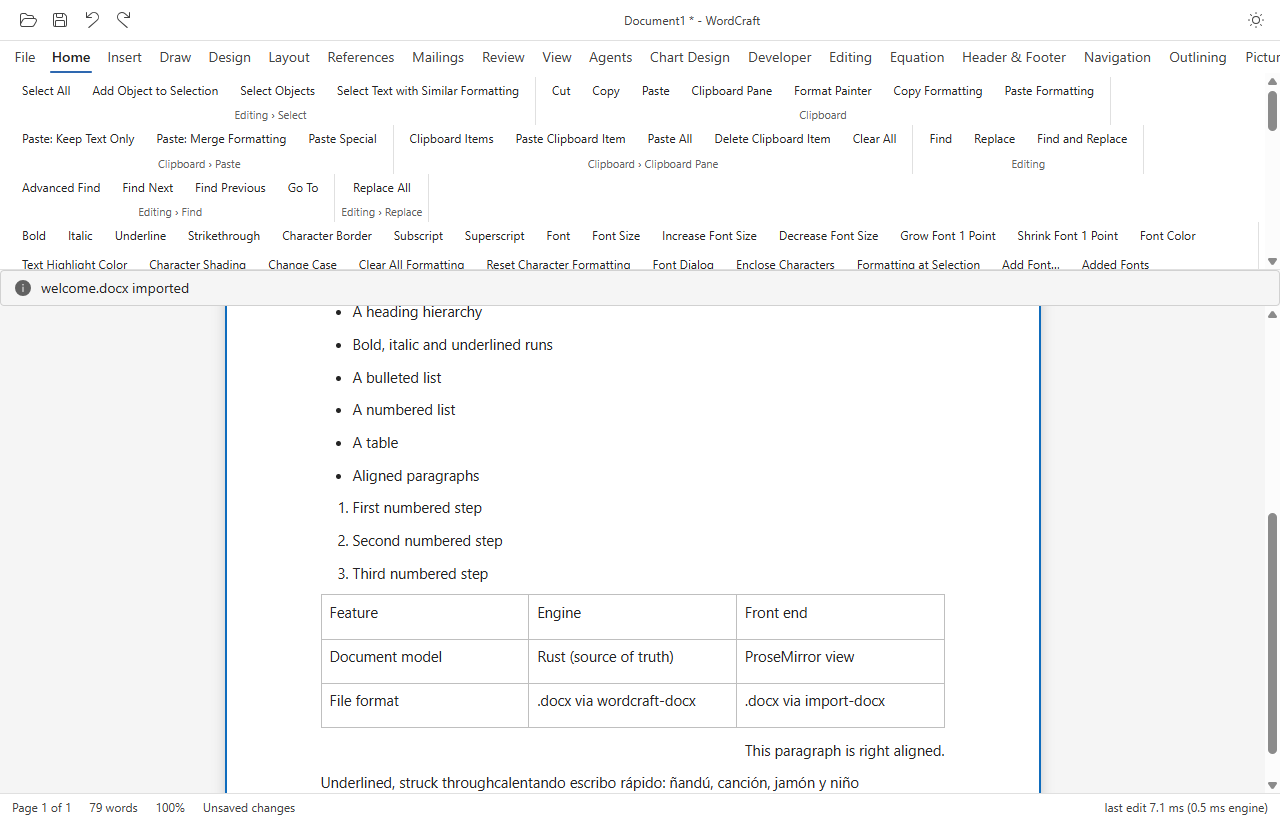 Document1 * - WordCraft
File Home Insert Draw Design Layout References Mailings Review View Agents Chart Design Developer Editing Equation Header & Footer Navigation Outlining Pictur
Select All Add Object to Selection Select Objects Select Text with Similar Formatting Cut Copy Paste Clipboard Pane Format Painter Copy Formatting Paste Formatting
Editing › Select Clipboard
Paste: Keep Text Only Paste: Merge Formatting Paste Special Clipboard Items Paste Clipboard Item Paste All Delete Clipboard Item Clear All Find Replace Find and Replace
Clipboard › Paste Clipboard › Clipboard Pane Editing
Advanced Find Find Next Find Previous Go To Replace All
Editing › Find Editing › Replace
Bold Italic Underline Strikethrough Character Border Subscript Superscript Font Font Size Increase Font Size Decrease Font Size Grow Font 1 Point Shrink Font 1 Point Font Color
Text Highlight Color Character Shading Change Case Clear All Formatting Reset Character Formatting Font Dialog Enclose Characters Formatting at Selection Add Font... Added Fonts
welcome.docx imported
• A heading hierarchy
• Bold, italic and underlined runs
• A bulleted list
• A numbered list
• A table
• Aligned paragraphs
1. First numbered step
2. Second numbered step
3. Third numbered step
Feature Engine Front end
Document model Rust (source of truth) ProseMirror view
File format .docx via wordcraft-docx .docx via import-docx
This paragraph is right aligned.
Underlined, struck throughcalentando escribo rápido: ñandú, canción, jamón y niño
Page 1 of 1 79 words 100% Unsaved changes last edit 7.1 ms (0.5 ms engine)